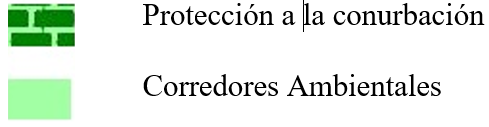 Protección a la conurbación
Corredores Ambientales